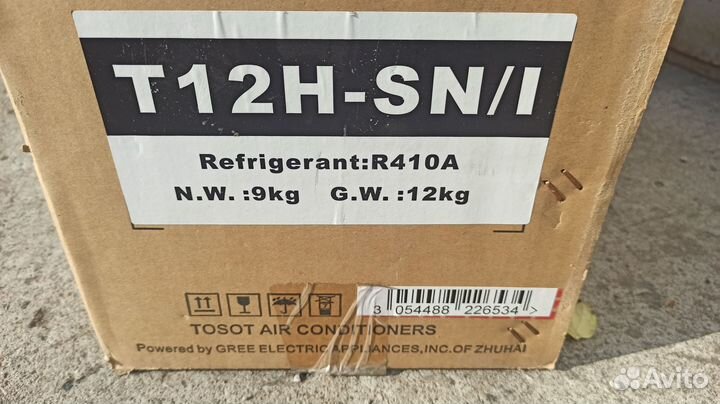 T12H-SN/I
Refrigerant:R410A
N.W. :9kg G.W. :12kg
3 054488 226534 >
TOSOT AIR CONDITIONERS
Powered by GREE ELECTRIC APPLIANCES,INC.OF ZHUHAI
Avito